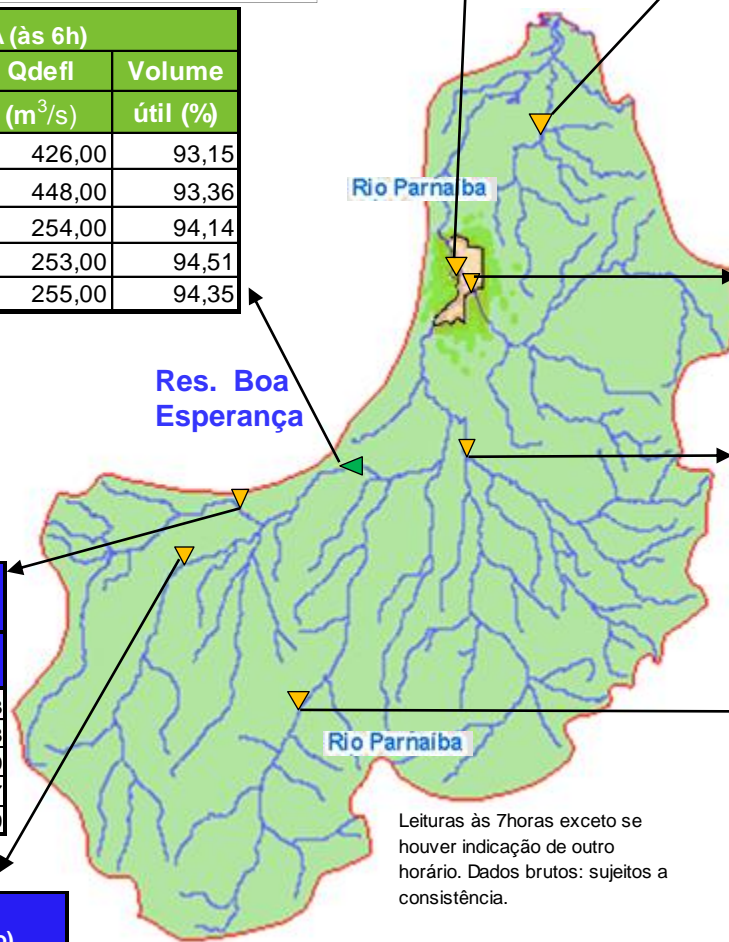 A (às 6h)
Qdefl Volume
(m³/s) útil (%)
426,00 93,15
448,00 93,36
254,00 94,14
253,00 94,51
255,00 94,35
Rio Parnaíba
Res. Boa
Esperança
Rio Parnaíba
Leituras às 7horas exceto se
houver indicação de outro
horário. Dados brutos: sujeitos a
consistência.